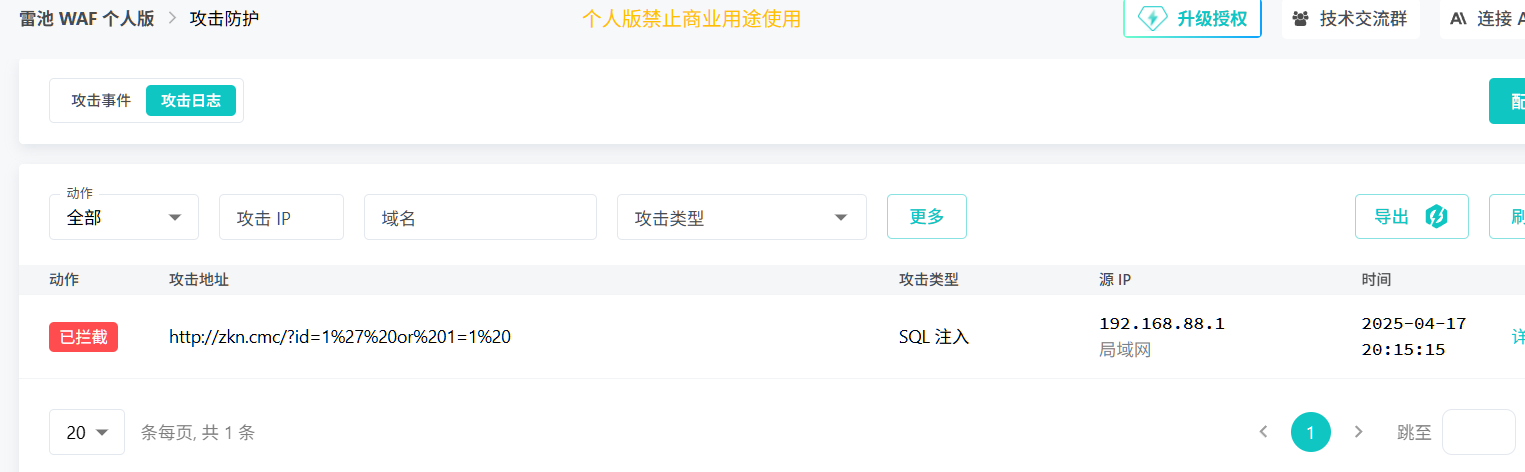 雷池 WAF 个人版 > 攻击防护 个人版禁止商业用途使用 升级授权 技术交流群 连接
攻击事件 攻击日志 配
动作
全部 攻击 IP 域名 攻击类型 更多 导出 刷
动作 攻击地址 攻击类型 源 IP 时间
已拦截 http://zkn.cmc/?id=1%27%20or%201=1%20 SQL 注入 192.168.88.1 2025-04-17
局域网 20:15:15 详
20 条每页, 共 1 条 < 1 > 跳至